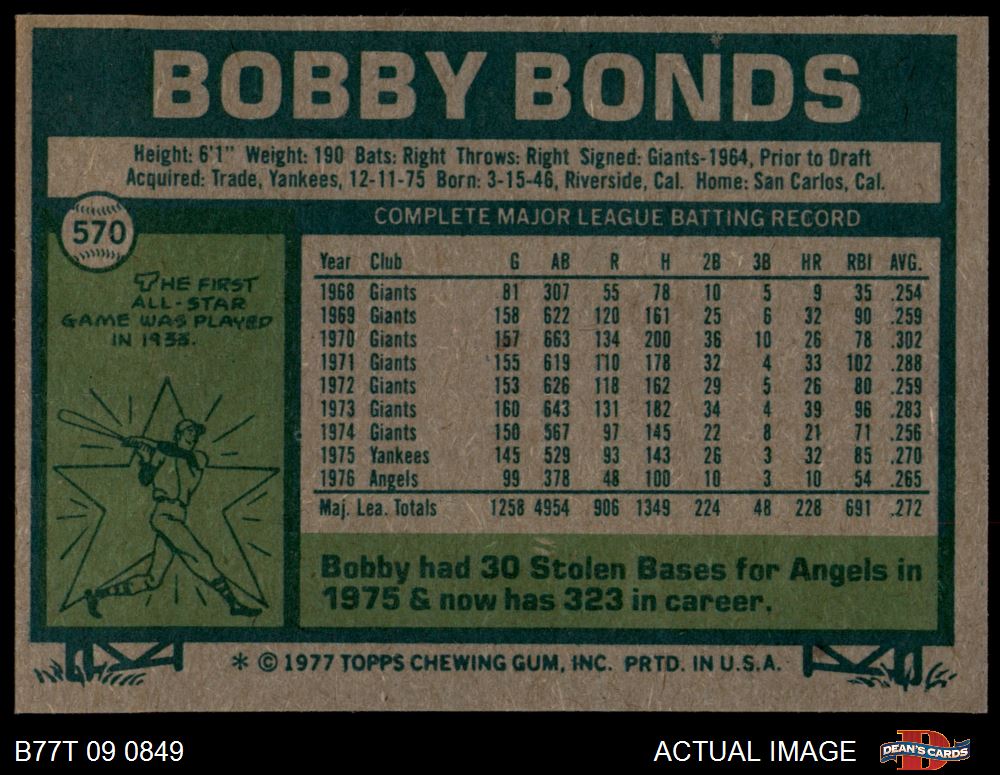 BOBBY BONDS
Height: 6'1" Weight: 190 Bats: Right Throws: Right Signed: Giants-1964, Prior to Draft
Acquired: Trade, Yankees, 12-11-75 Born: 3-15-46, Riverside, Cal. Home: San Carlos, Cal.
570
THE FIRST
ALL-STAR
GAME WAS PLAYED
IN 1933.
COMPLETE MAJOR LEAGUE BATTING RECORD
Year Club G AB R H 2B 3B HR RBI AVG.
1968 Giants 81 307 55 78 10 5 9 35 .254
1969 Giants 158 622 120 161 25 6 32 90 .259
1970 Giants 157 663 134 200 36 10 26 78 .302
1971 Giants 155 619 110 178 32 4 33 102 .288
1972 Giants 153 626 118 162 29 5 26 80 .259
1973 Giants 160 643 131 182 34 4 39 96 .283
1974 Giants 150 567 97 145 22 8 21 71 .256
1975 Yankees 145 529 93 143 26 3 32 85 .270
1976 Angels 99 378 48 100 10 3 10 54 .265
Maj. Lea. Totals 1258 4954 906 1349 224 48 228 691 .272
Bobby had 30 Stolen Bases for Angels in
1975 & now has 323 in career.
* © 1977 TOPPS CHEWING GUM, INC. PRTD. IN U.S.A.
B77T 09 0849
ACTUAL IMAGE
D
DEAN'S CARDS